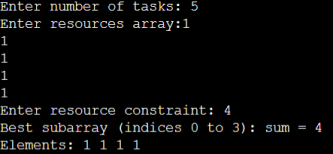 Enter number of tasks: 5
Enter resources array:1
1
1
1
1
Enter resource constraint: 4
Best subarray (indices 0 to 3): sum = 4
Elements: 1 1 1 1